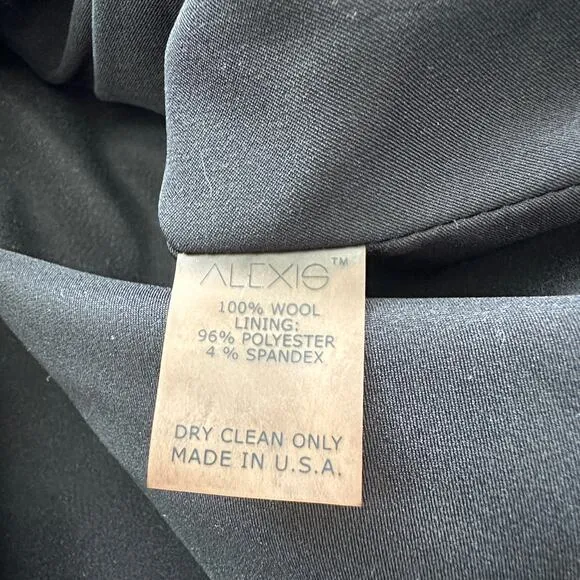 ALEXIS™
100% WOOL
LINING:
96% POLYESTER
4 % SPANDEX
DRY CLEAN ONLY
MADE IN U.S.A.